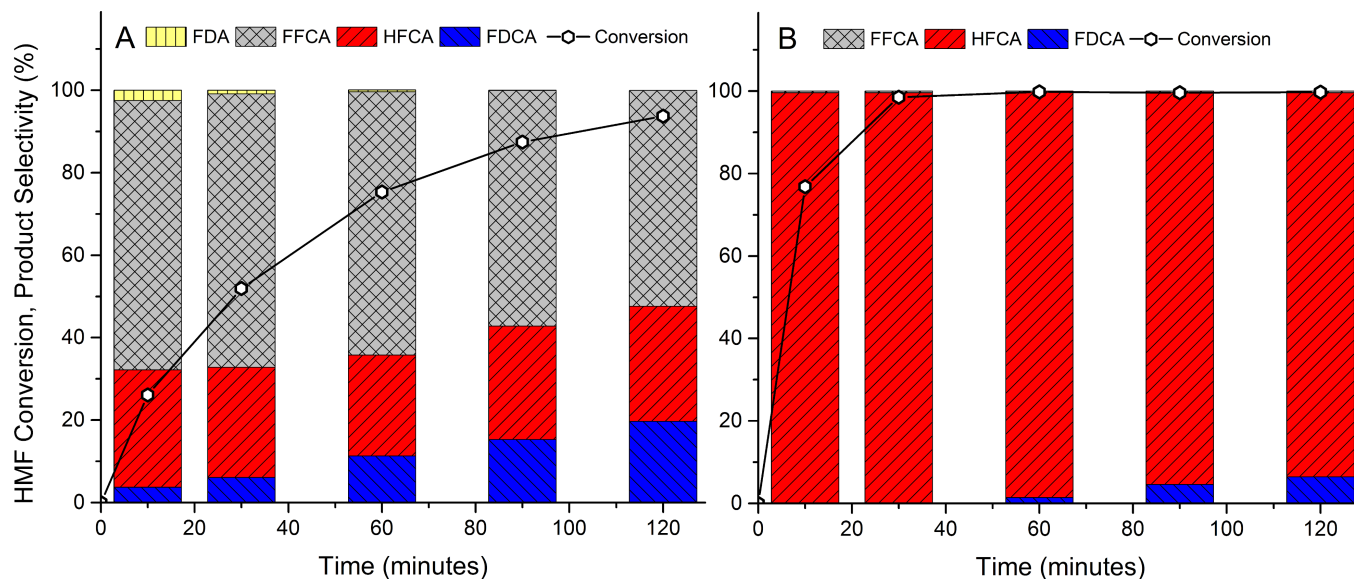 A FDA FFCA HFCA FDCA Conversion
B FFCA HFCA FDCA Conversion
HMF Conversion, Product Selectivity (%)
100
80
60
40
20
0
0 20 40 60 80 100 120
Time (minutes)
100
80
60
40
20
0
0 20 40 60 80 100 120
Time (minutes)